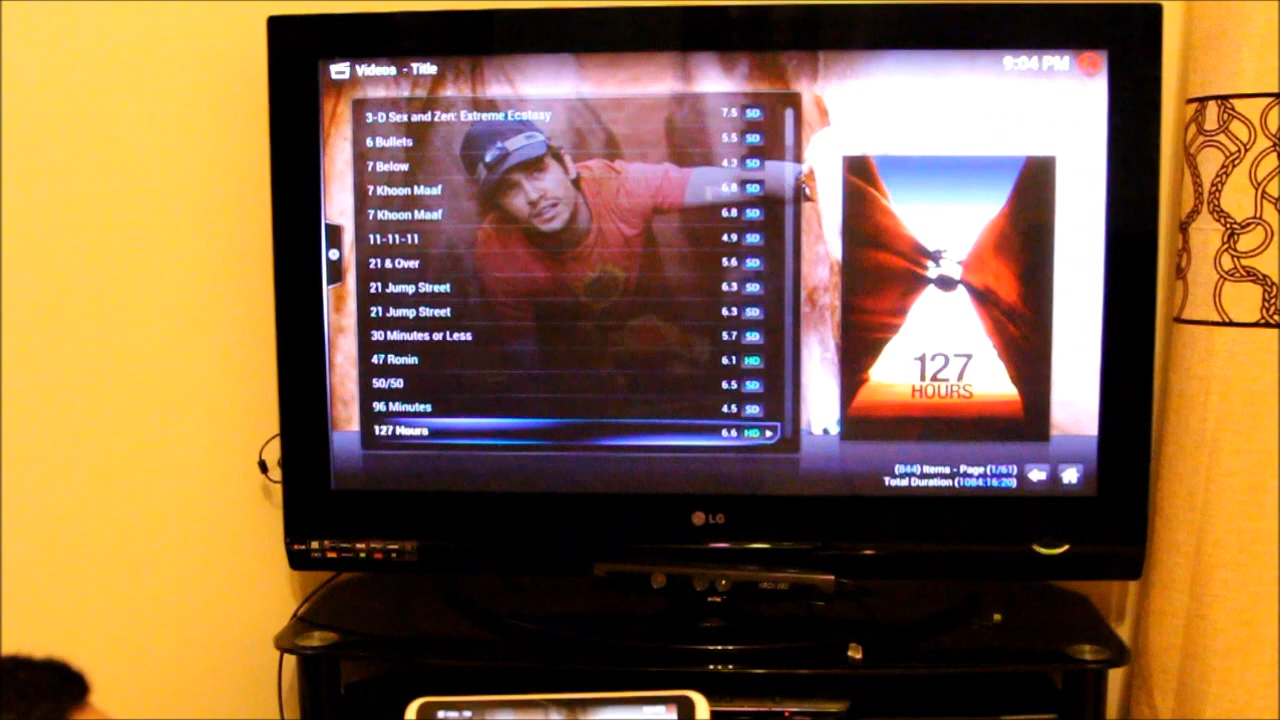 Videos - Title
9:04 PM
3-D Sex and Zen: Extreme Ecstasy 7.5 SD
6 Bullets 5.5 SD
7 Below 4.3 SD
7 Khoon Maaf 6.8 SD
7 Khoon Maaf 6.8 SD
11-11-11 4.9 SD
21 & Over 5.6 SD
21 Jump Street 6.3 SD
21 Jump Street 6.3 SD
30 Minutes or Less 5.7 SD
47 Ronin 6.1 HD
50/50 6.5 SD
96 Minutes 4.5 SD
127 Hours 6.6 HD
127
HOURS
(844) Items - Page (1/61)
Total Duration (1084:16:20)
LG